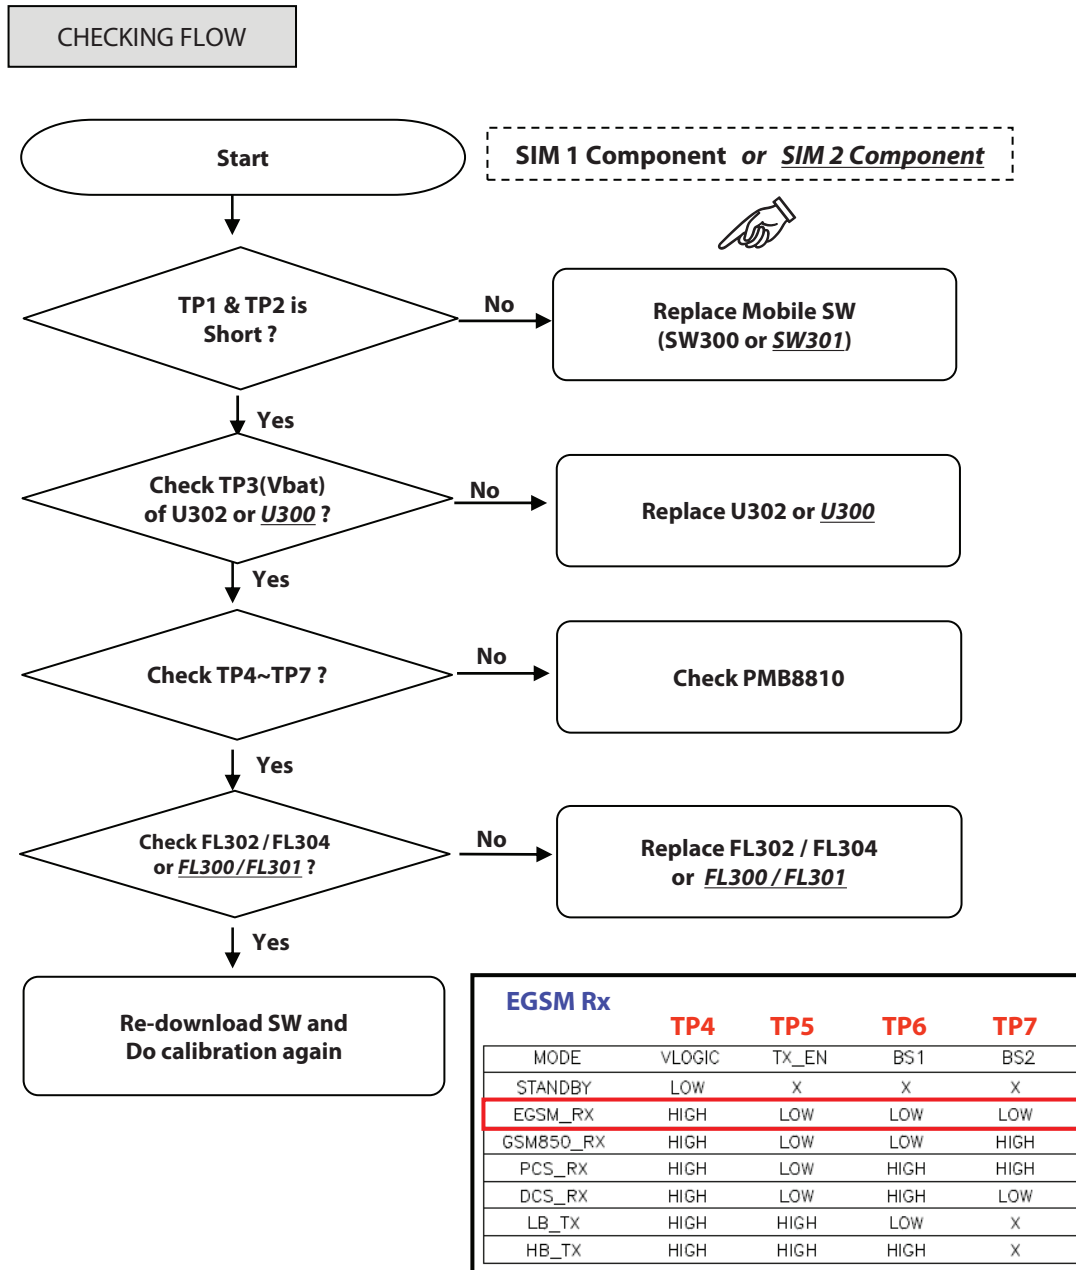 CHECKING FLOW
Start
SIM 1 Component or SIM 2 Component
TP1 & TP2 is
Short ?
No
Replace Mobile SW
(SW300 or SW301)
Yes
Check TP3(Vbat)
of U302 or U300 ?
No
Replace U302 or U300
Yes
Check TP4~TP7 ?
No
Check PMB8810
Yes
Check FL302 / FL304
or FL300 / FL301 ?
No
Replace FL302 / FL304
or FL300 / FL301
Yes
Re-download SW and
Do calibration again
EGSM Rx
TP4 TP5 TP6 TP7
MODE VLOGIC TX_EN BS1 BS2
STANDBY LOW X X X
EGSM_RX HIGH LOW LOW LOW
GSM850_RX HIGH LOW LOW HIGH
PCS_RX HIGH LOW HIGH HIGH
DCS_RX HIGH LOW HIGH LOW
LB_TX HIGH HIGH LOW X
HB_TX HIGH HIGH HIGH X